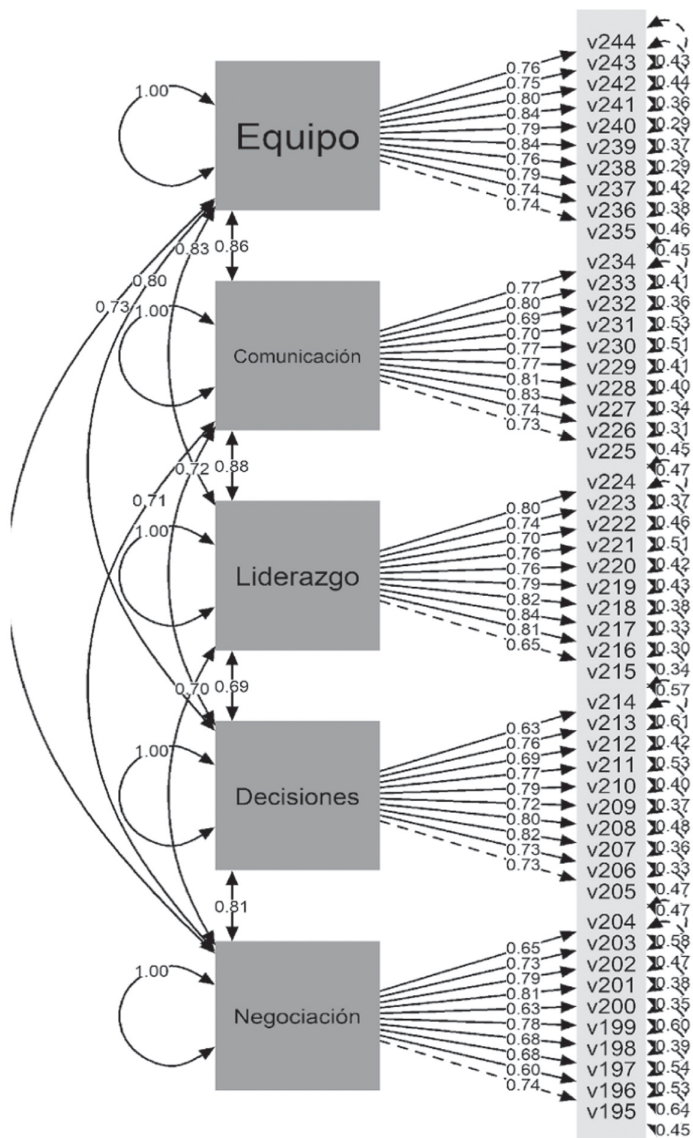 1.00
Equipo
0.76
0.75
0.80
0.84
0.79
0.84
0.76
0.79
0.74
0.74
v244
v243
v242
v241
v240
v239
v238
v237
v236
v235
0.43
0.44
0.36
0.29
0.37
0.29
0.42
0.38
0.46
0.45
0.83
0.86
0.80
0.73
1.00
Comunicación
0.77
0.80
0.69
0.70
0.77
0.77
0.81
0.83
0.74
0.73
v234
v233
v232
v231
v230
v229
v228
v227
v226
v225
0.41
0.36
0.53
0.51
0.41
0.40
0.34
0.31
0.45
0.47
0.72
0.88
0.71
1.00
Liderazgo
0.80
0.74
0.70
0.76
0.76
0.79
0.82
0.84
0.81
0.65
v224
v223
v222
v221
v220
v219
v218
v217
v216
v215
0.37
0.46
0.51
0.42
0.43
0.38
0.33
0.30
0.34
0.57
0.70
0.69
1.00
Decisiones
0.63
0.76
0.69
0.77
0.79
0.72
0.80
0.82
0.73
0.73
v214
v213
v212
v211
v210
v209
v208
v207
v206
v205
0.61
0.42
0.53
0.40
0.37
0.48
0.36
0.33
0.47
0.47
0.81
1.00
Negociación
0.65
0.73
0.79
0.81
0.63
0.78
0.68
0.68
0.60
0.74
v204
v203
v202
v201
v200
v199
v198
v197
v196
v195
0.58
0.47
0.38
0.35
0.60
0.39
0.54
0.53
0.64
0.45